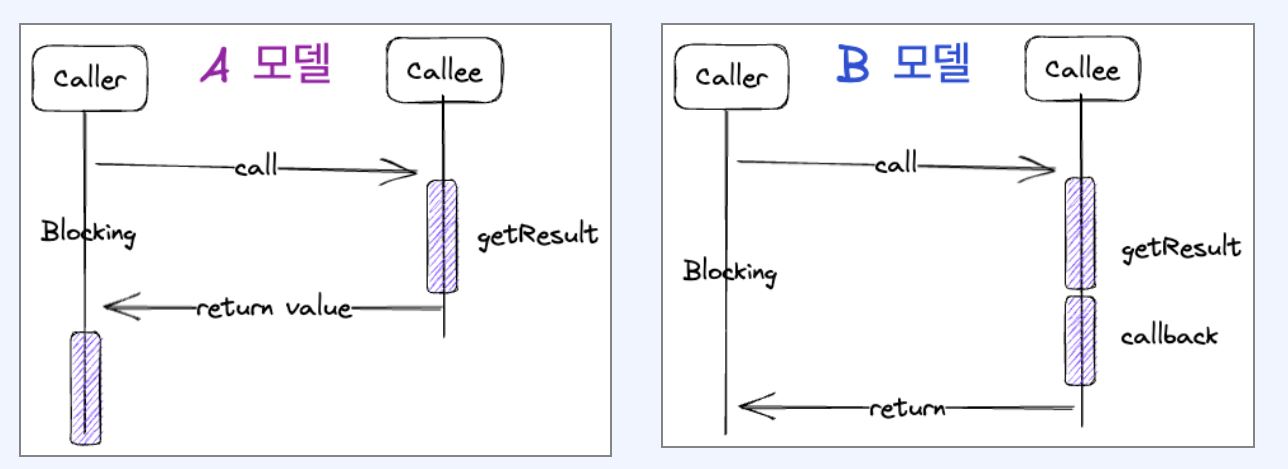 Caller
A 모델
Callee
call
Blocking
getResult
return value
Caller
B 모델
Callee
call
getResult
Blocking
callback
return